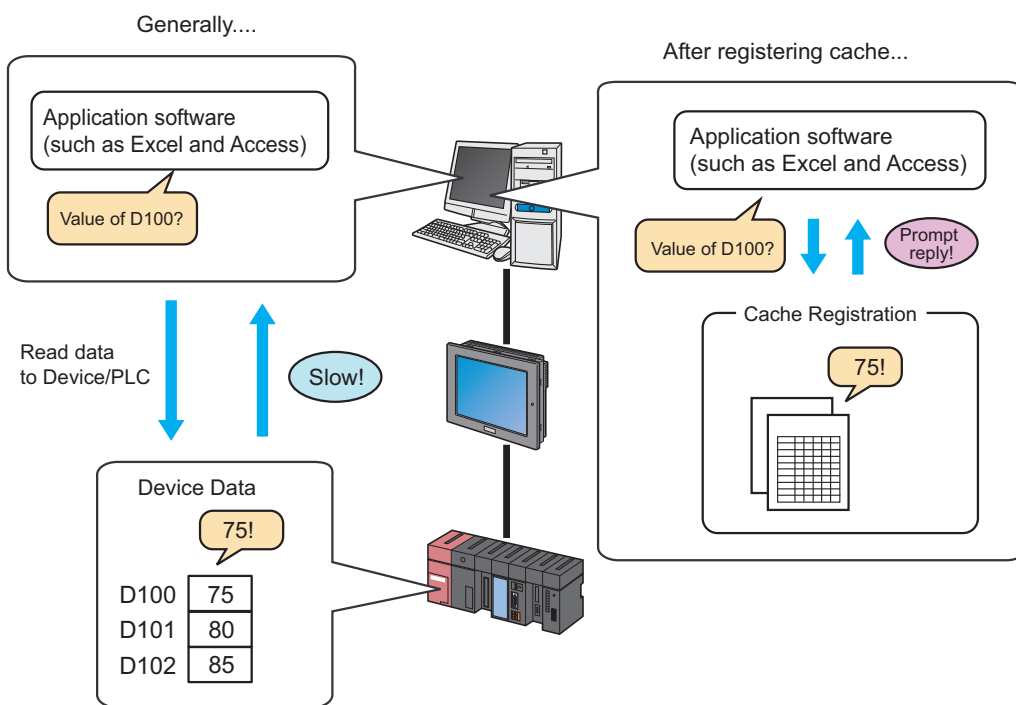 Generally....
Application software
(such as Excel and Access)
Value of D100?
Read data
to Device/PLC
Slow!
Device Data
75!
D100 75
D101 80
D102 85
After registering cache...
Application software
(such as Excel and Access)
Value of D100?
Prompt
reply!
Cache Registration
75!